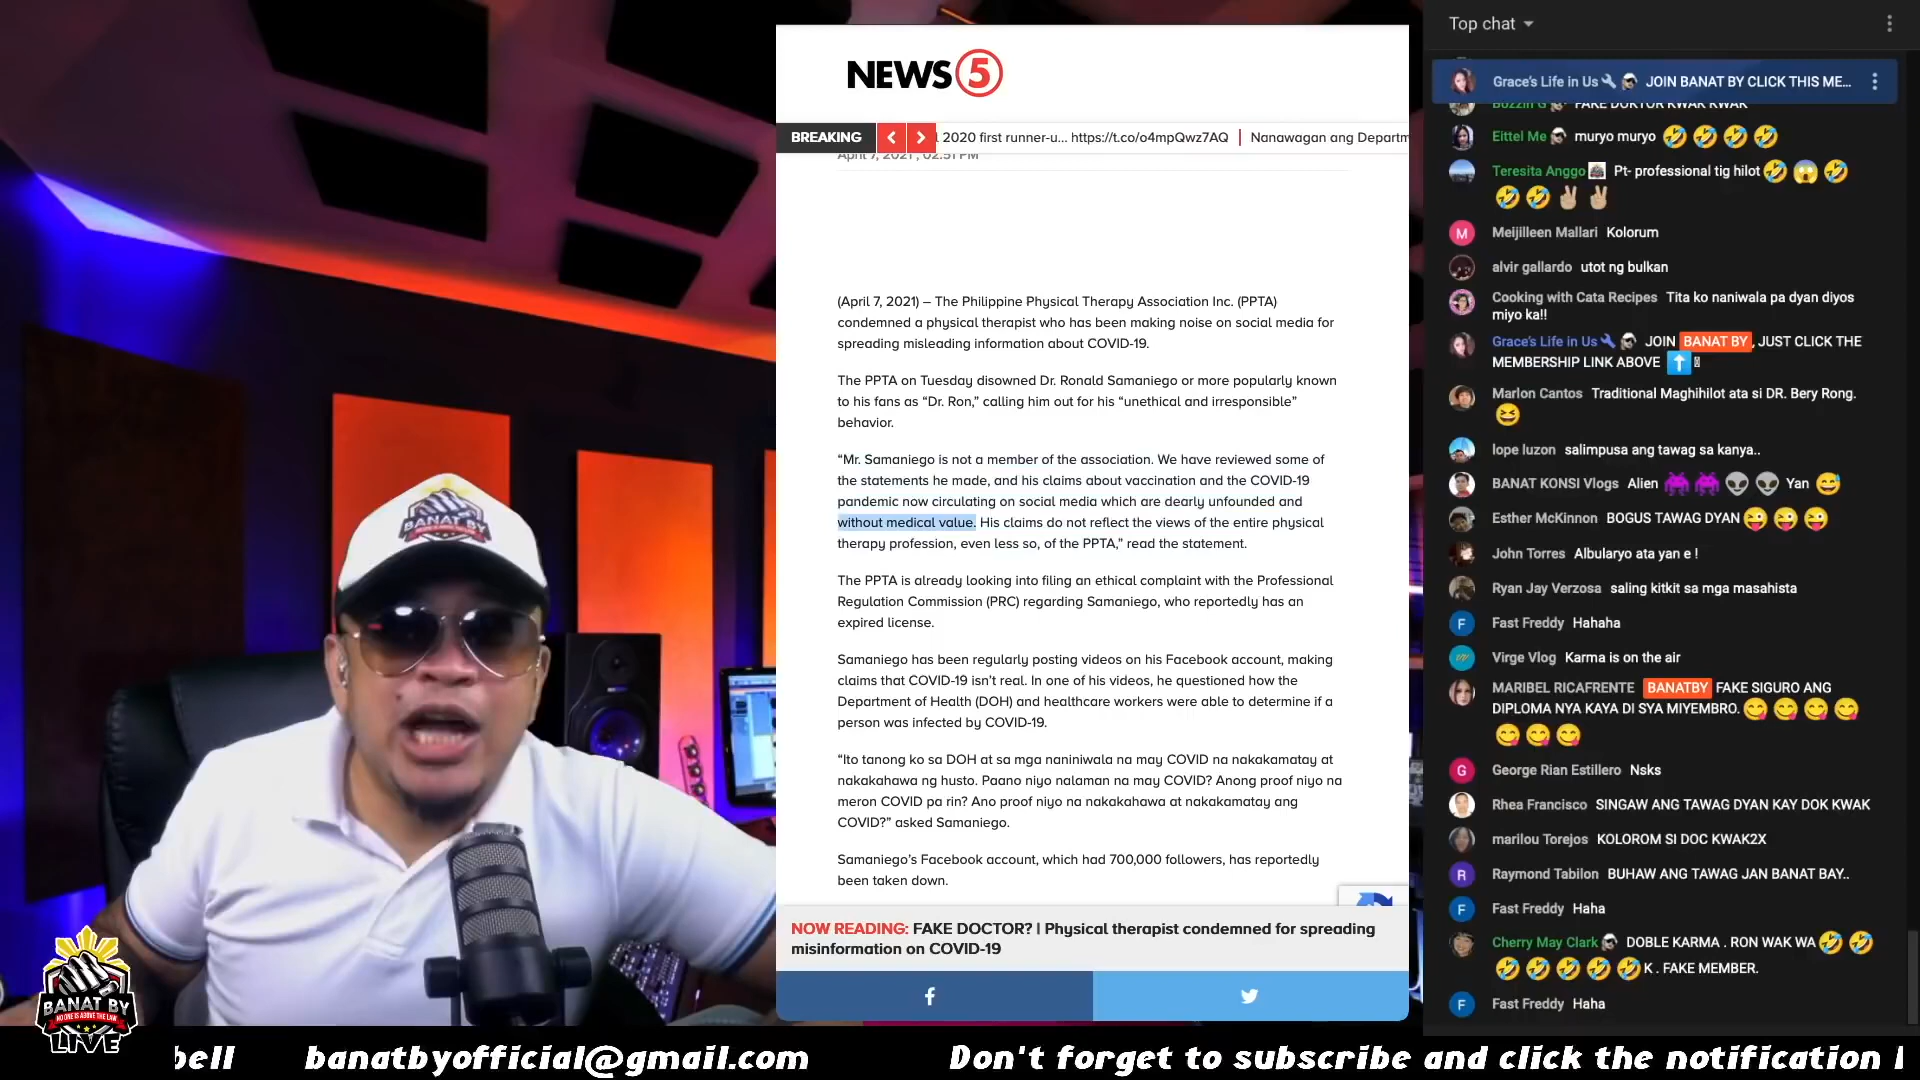 NEWS 5
BREAKING
2020 first runner-u... https://t.co/o4mpQwz7AQ | Nanawagan ang Departm
April 7, 2021 , 02:51 PM
(April 7, 2021) – The Philippine Physical Therapy Association Inc. (PPTA)
condemned a physical therapist who has been making noise on social media for
spreading misleading information about COVID-19.
The PPTA on Tuesday disowned Dr. Ronald Samaniego or more popularly known
to his fans as “Dr. Ron,” calling him out for his “unethical and irresponsible”
behavior.
“Mr. Samaniego is not a member of the association. We have reviewed some of
the statements he made, and his claims about vaccination and the COVID-19
pandemic now circulating on social media which are clearly unfounded and
without medical value. His claims do not reflect the views of the entire physical
therapy profession, even less so, of the PPTA,” read the statement.
The PPTA is already looking into filing an ethical complaint with the Professional
Regulation Commission (PRC) regarding Samaniego, who reportedly has an
expired license.
Samaniego has been regularly posting videos on his Facebook account, making
claims that COVID-19 isn’t real. In one of his videos, he questioned how the
Department of Health (DOH) and healthcare workers were able to determine if a
person was infected by COVID-19.
“Ito tanong ko sa DOH at sa mga naniniwala na may COVID na nakakamatay at
nakakahawa ng husto. Paano niyo nalaman na may COVID? Anong proof niyo na
meron COVID pa rin? Ano proof niyo na nakakahawa at nakakamatay ang
COVID?” asked Samaniego.
Samaniego’s Facebook account, which had 700,000 followers, has reportedly
been taken down.
NOW READING: FAKE DOCTOR? | Physical therapist condemned for spreading
misinformation on COVID-19
Top chat
Grace’s Life in Us JOIN BANAT BY CLICK THIS ME...
Buzzin G FAKE DOKTOR KWAK KWAK
Eittel Me muryo muryo 🤣 🤣 🤣 🤣
Teresita Anggo Pt- professional tig hilot 🤣 😱 🤣
🤣 🤣 ✌🏼 ✌🏼
M Meijilleen Mallari Kolorum
alvir gallardo utot ng bulkan
Cooking with Cata Recipes Tita ko naniwala pa dyan diyos
miyo ka!!
Grace’s Life in Us JOIN BANAT BY, JUST CLICK THE
MEMBERSHIP LINK ABOVE ⬆️
Marlon Cantos Traditional Maghihilot ata si DR. Bery Rong.
😆
lope luzon salimpusa ang tawag sa kanya..
BANAT KONSI Vlogs Alien 👾 👾 👽 👽 Yan 😅
Esther McKinnon BOGUS TAWAG DYAN 😜 😜 😜
John Torres Albularyo ata yan e !
Ryan Jay Verzosa saling kitkit sa mga masahista
F Fast Freddy Hahaha
Virge Vlog Karma is on the air
MARIBEL RICAFRENTE BANATBY FAKE SIGURO ANG
DIPLOMA NYA KAYA DI SYA MIYEMBRO. 😋 😋 😋 😋
😋 😋 😋
G George Rian Estillero Nsks
Rhea Francisco SINGAW ANG TAWAG DYAN KAY DOK KWAK
marilou Torejos KOLOROM SI DOC KWAK2X
R Raymond Tabilon BUHAW ANG TAWAG JAN BANAT BAY..
F Fast Freddy Haha
Cherry May Clark DOBLE KARMA . RON WAK WA 🤣 🤣
🤣 🤣 🤣 🤣 🤣 K . FAKE MEMBER.
F Fast Freddy Haha
BANAT BY
BANAT BY
NO ONE IS ABOVE THE LAW
LIVE
bell banatbyofficial@gmail.com Don't forget to subscribe and click the notification